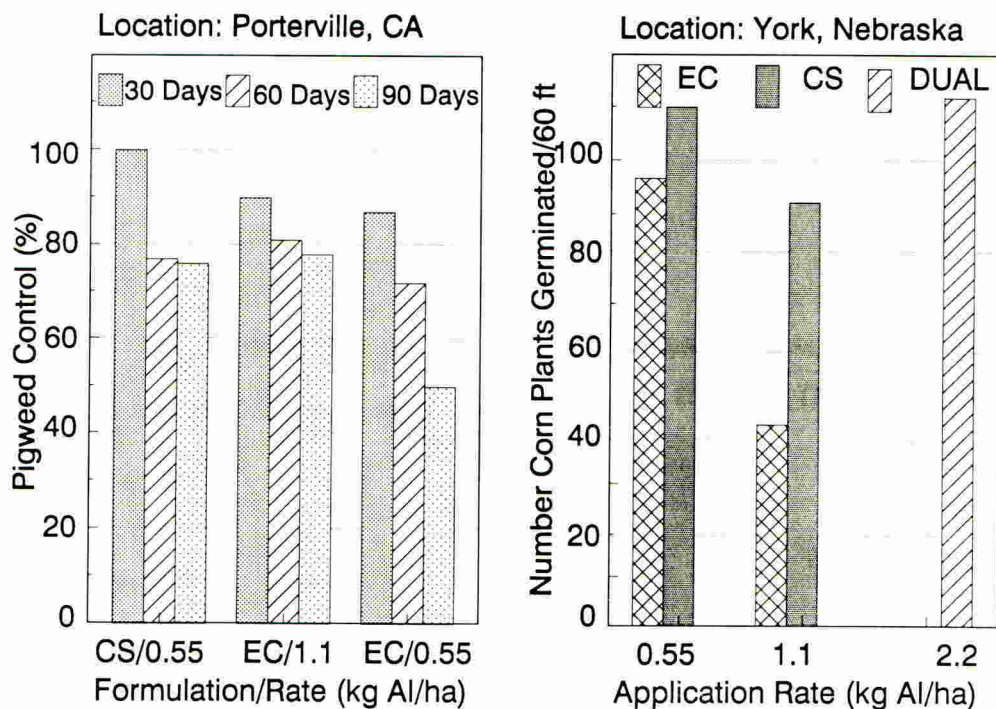 Location: Porterville, CA
30 Days 60 Days 90 Days
Pigweed Control (%)
100
80
60
40
20
0
CS/0.55 EC/1.1 EC/0.55
Formulation/Rate (kg AI/ha)
Location: York, Nebraska
EC CS DUAL
Number Corn Plants Germinated/60 ft
100
80
60
40
20
0
0.55 1.1 2.2
Application Rate (kg AI/ha)